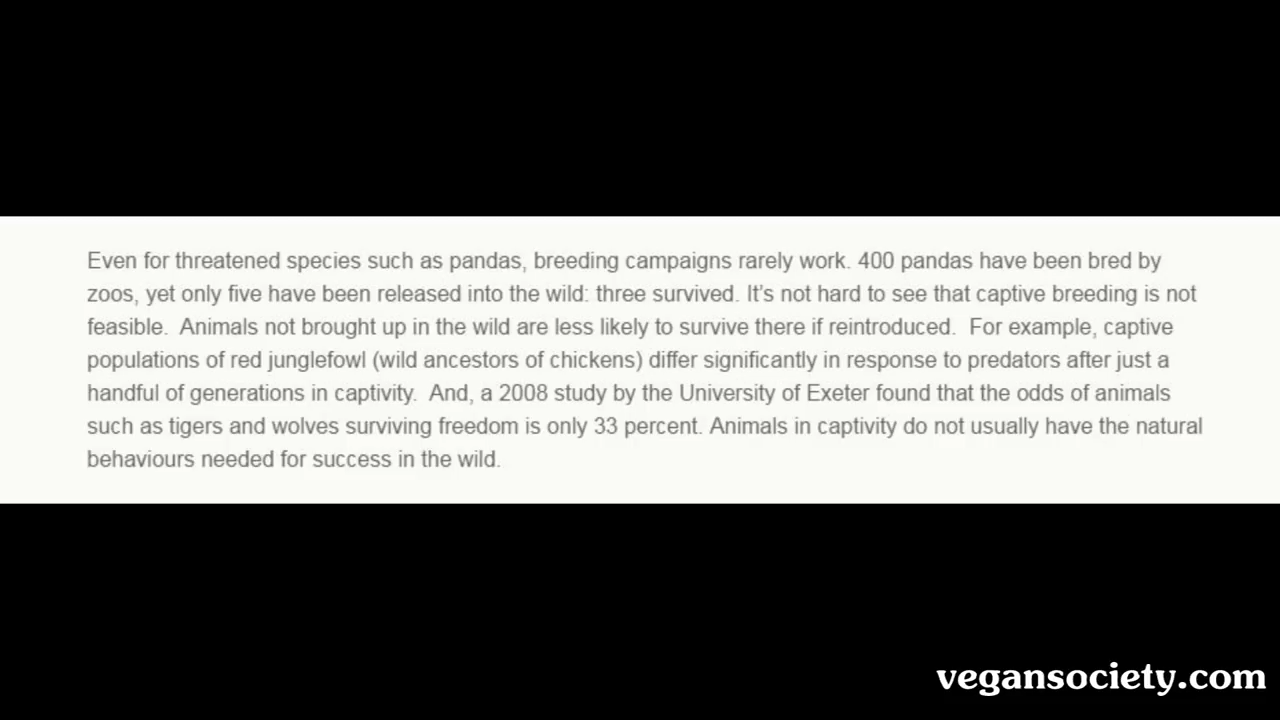 Even for threatened species such as pandas, breeding campaigns rarely work. 400 pandas have been bred by
zoos, yet only five have been released into the wild: three survived. It's not hard to see that captive breeding is not
feasible.  Animals not brought up in the wild are less likely to survive there if reintroduced.  For example, captive
populations of red junglefowl (wild ancestors of chickens) differ significantly in response to predators after just a
handful of generations in captivity.  And, a 2008 study by the University of Exeter found that the odds of animals
such as tigers and wolves surviving freedom is only 33 percent. Animals in captivity do not usually have the natural
behaviours needed for success in the wild.
vegansociety.com